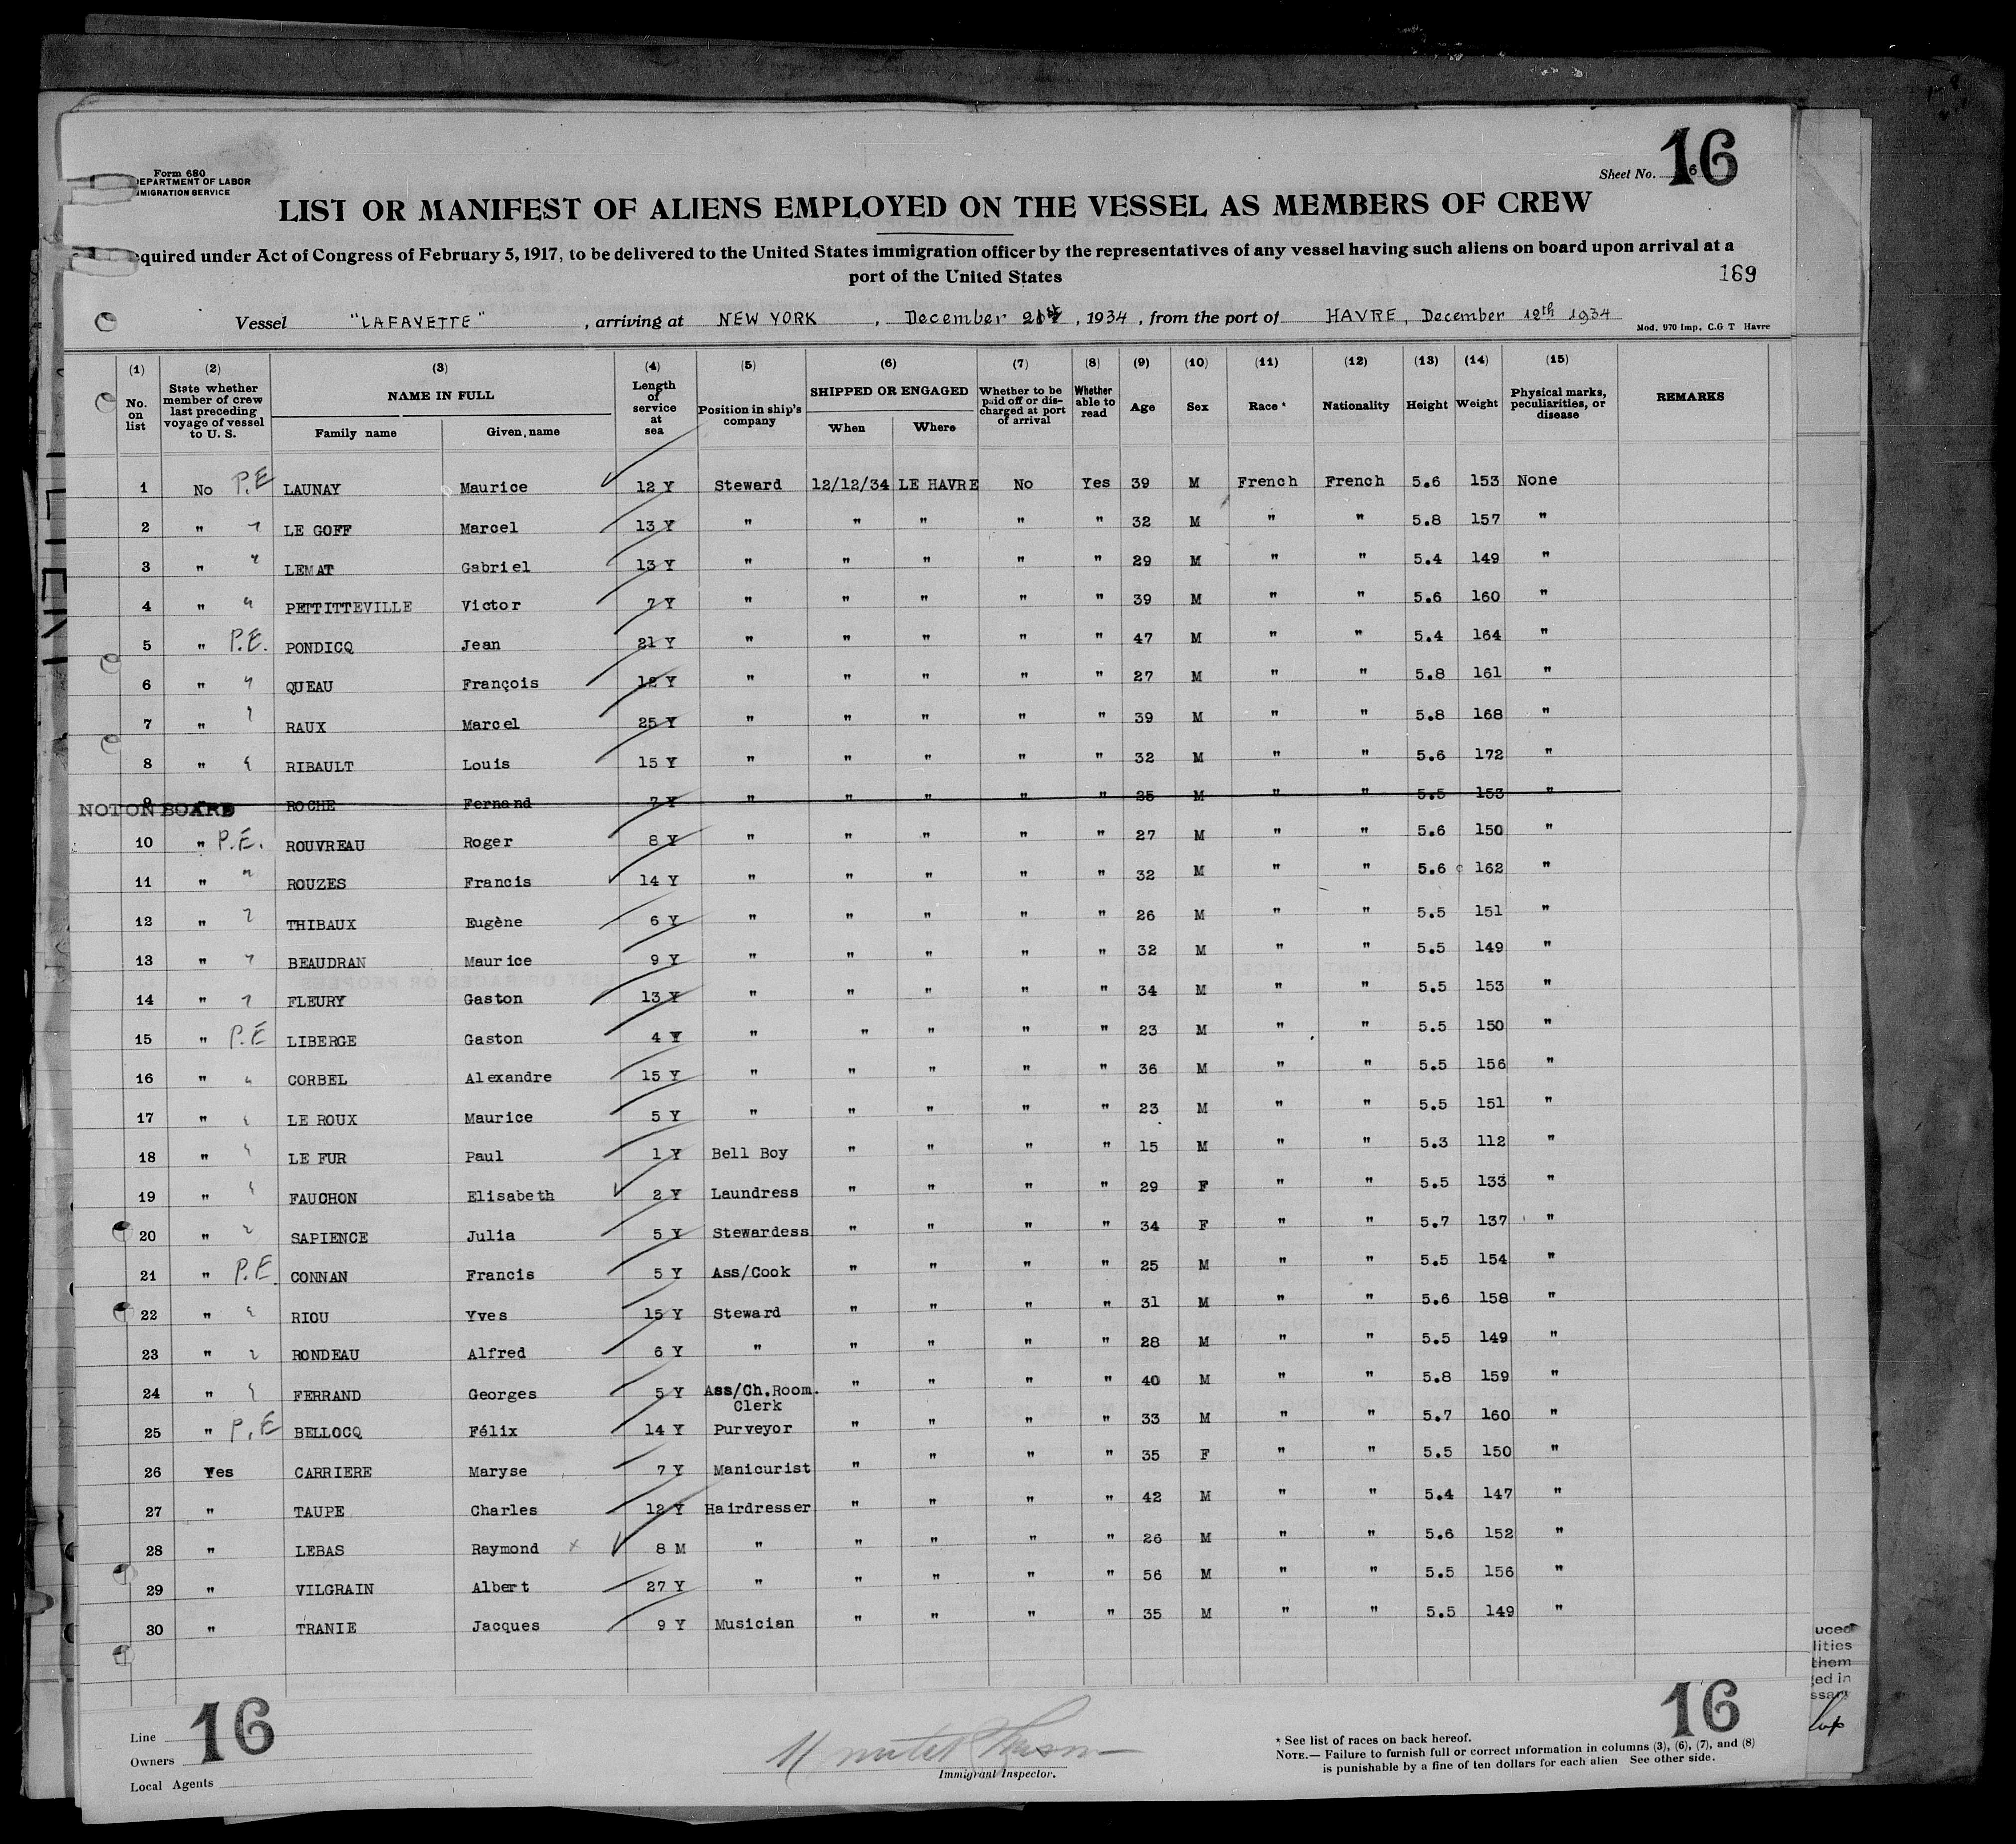 16
Form 680
DEPARTMENT OF LABOR
IMMIGRATION SERVICE
Sheet No. 16
LIST OR MANIFEST OF ALIENS EMPLOYED ON THE VESSEL AS MEMBERS OF CREW
quired under Act of Congress of February 5, 1917, to be delivered to the United States immigration officer by the representatives of any vessel having such aliens on board upon arrival at a
port of the United States
169
Vessel "LAFAYETTE", arriving at NEW YORK, December 21st, 1934, from the port of HAVRE, December 12th 1934
Mod. 970 Imp. C.G T Havre
(1) (2) (3) (4) (5) (6) (7) (8) (9) (10) (11) (12) (13) (14) (15)
No. on list | State whether member of crew last preceding voyage of vessel to U. S. | NAME IN FULL | Length of service at sea | Position in ship's company | SHIPPED OR ENGAGED | Whether to be paid off or discharged at port of arrival | Whether able to read | Age | Sex | Race * | Nationality | Height | Weight | Physical marks, peculiarities, or disease | REMARKS
Family name | Given name | When | Where
1 No P.E LAUNAY Maurice 12 Y Steward 12/12/34 LE HAVRE No Yes 39 M French French 5.6 153 None
2 " " LE GOFF Marcel 13 Y " " " " " 32 M " " 5.8 157 "
3 " " LEMAT Gabriel 13 Y " " " " " 29 M " " 5.4 149 "
4 " " PETTITTEVILLE Victor 7 Y " " " " " 39 M " " 5.6 160 "
5 " P.E. PONDICQ Jean 21 Y " " " " " 47 M " " 5.4 164 "
6 " " QUEAU François 12 Y " " " " " 27 M " " 5.8 161 "
7 " " RAUX Marcel 25 Y " " " " " 39 M " " 5.8 168 "
8 " " RIBAULT Louis 15 Y " " " " " 32 M " " 5.6 172 "
NOT ON BOARD 9 " ROCHE Fernand 7 Y " " " " " 25 M " " 5.5 153 "
10 " P.E. ROUVREAU Roger 8 Y " " " " " 27 M " " 5.6 150 "
11 " " ROUZES Francis 14 Y " " " " " 32 M " " 5.6 162 "
12 " " THIBAUX Eugène 6 Y " " " " " 26 M " " 5.5 151 "
13 " " BEAUDRAN Maurice 9 Y " " " " " 32 M " " 5.5 149 "
14 " " FLEURY Gaston 13 Y " " " " " 34 M " " 5.5 153 "
15 " P.E LIBERGE Gaston 4 Y " " " " " 23 M " " 5.5 150 "
16 " " CORBEL Alexandre 15 Y " " " " " 36 M " " 5.5 156 "
17 " " LE ROUX Maurice 5 Y " " " " " 23 M " " 5.5 151 "
18 " " LE FUR Paul 1 Y Bell Boy " " " " 15 M " " 5.3 112 "
19 " " FAUCHON Elisabeth 2 Y Laundress " " " " 29 F " " 5.5 133 "
20 " " SAPIENCE Julia 5 Y Stewardess " " " " 34 F " " 5.7 137 "
21 " P.E. CONNAN Francis 5 Y Ass/Cook " " " " 25 M " " 5.5 154 "
22 " " RIOU Yves 15 Y Steward " " " " 31 M " " 5.6 158 "
23 " " RONDEAU Alfred 6 Y " " " " " 28 M " " 5.5 149 "
24 " " FERRAND Georges 5 Y Ass/Ch.Room. Clerk " " " " 40 M " " 5.8 159 "
25 " P.E BELLOCQ Félix 14 Y Purveyor " " " " 33 M " " 5.7 160 "
26 Yes CARRIERE Maryse 7 Y Manicurist " " " " 35 F " " 5.5 150 "
27 " TAUPE Charles 12 Y Hairdresser " " " " 42 M " " 5.4 147 "
28 " LEBAS Raymond x 8 M " " " " " 26 M " " 5.6 152 "
29 " VILGRAIN Albert 27 Y " " " " " 56 M " " 5.5 156 "
30 " TRANIE Jacques 9 Y Musician " " " " 35 M " " 5.5 149 "
uced
lities
them
ged in
Line
Owners
Local Agents
16
Immigrant Inspector.
16
* See list of races on back hereof.
NOTE.— Failure to furnish full or correct information in columns (3), (6), (7), and (8)
is punishable by a fine of ten dollars for each alien See other side.